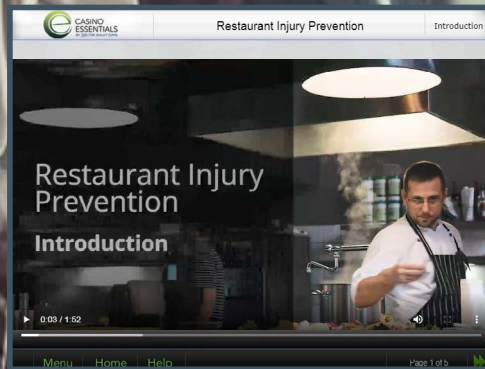 CASINO
ESSENTIALS
Restaurant Injury Prevention
Introduction
Restaurant Injury
Prevention
Introduction
0:03 / 1:52
Menu Home Help
Page 1 of 5